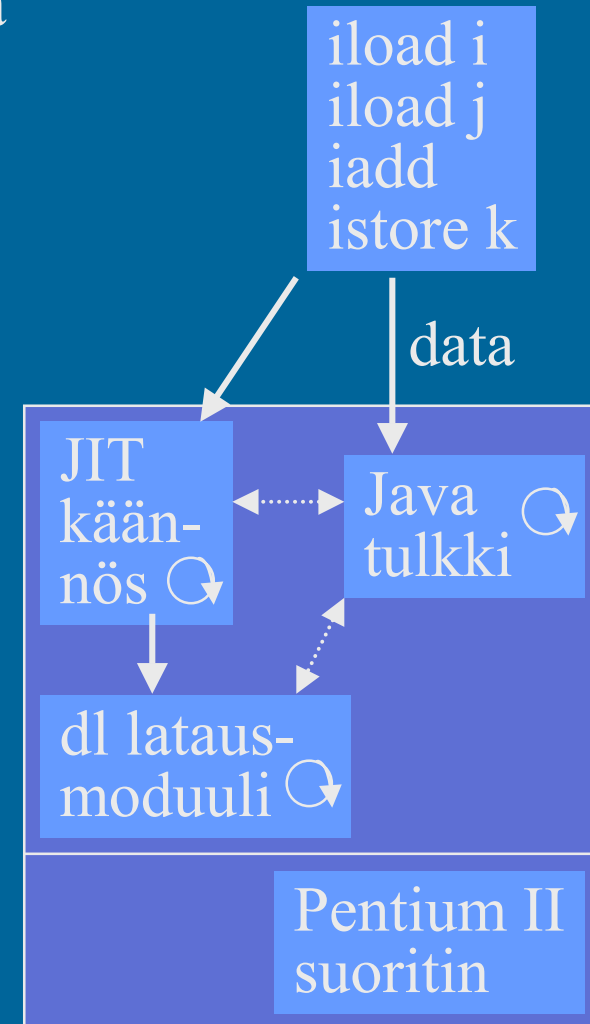 iload i
iload j
iadd
istore k
data
JIT
kään-
nös
Java
tulkki
dl lataus-
moduuli
Pentium II
suoritin